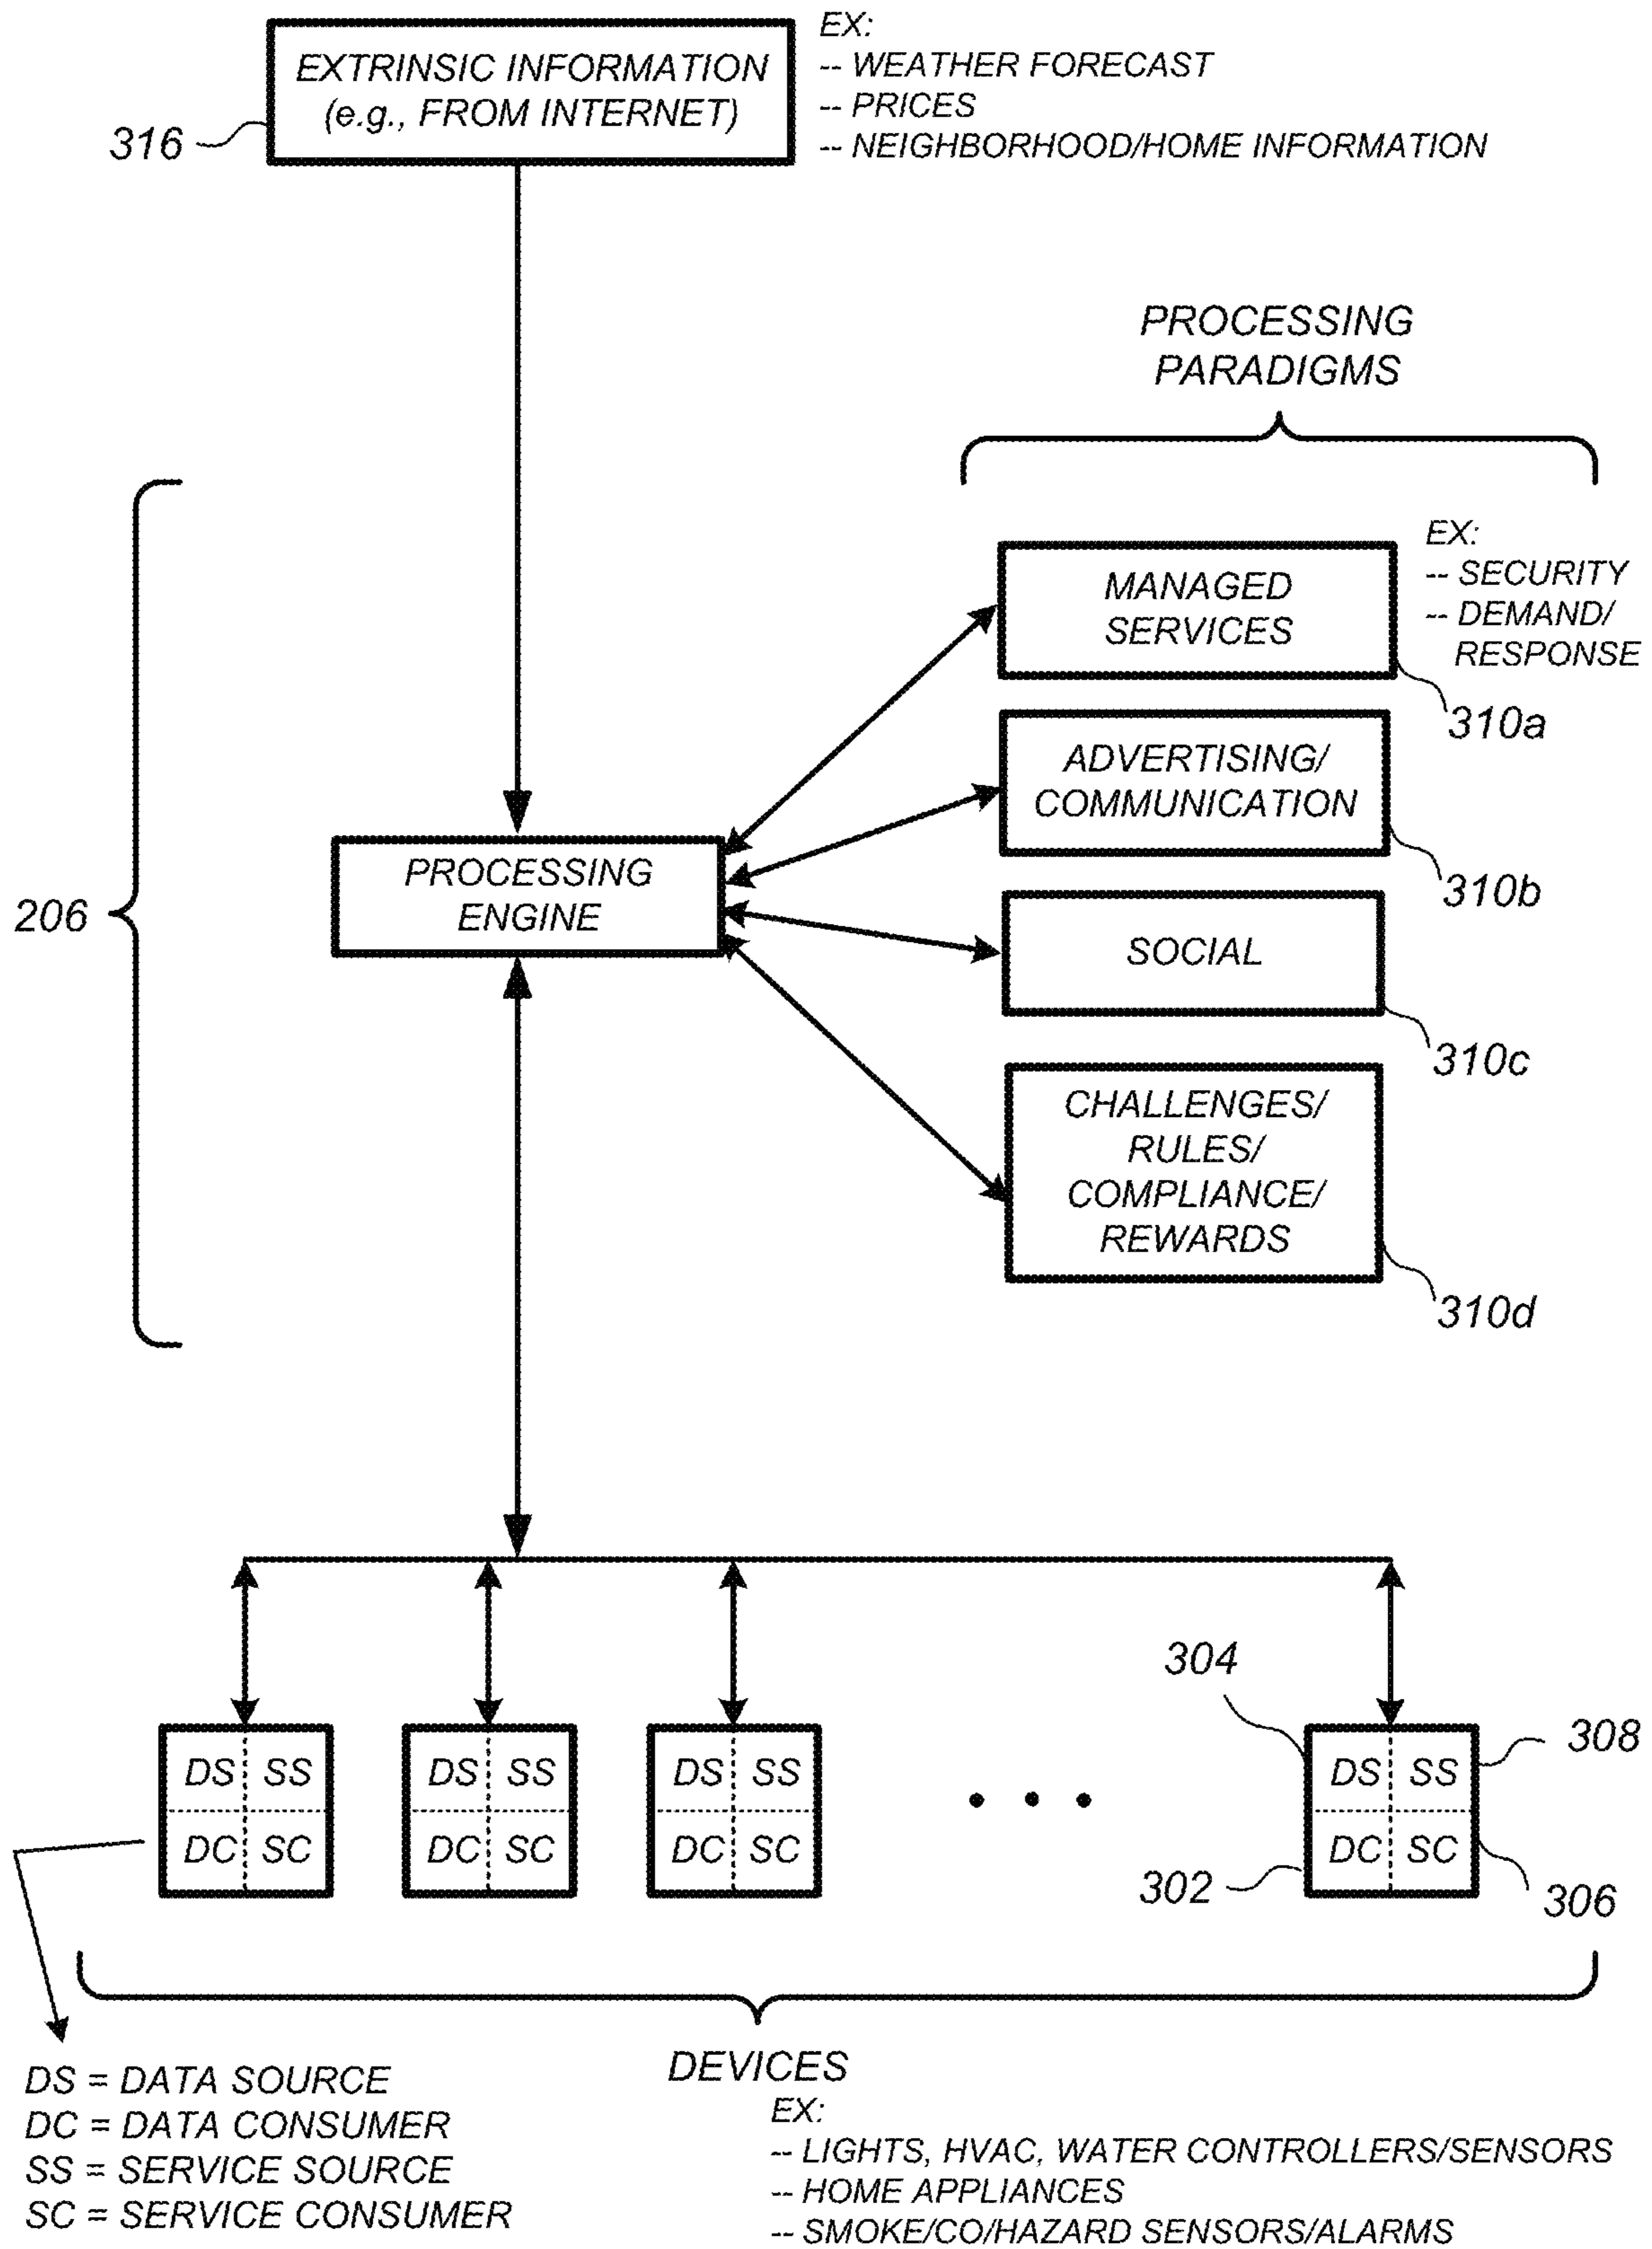 EXTRINSIC INFORMATION
(e.g., FROM INTERNET)
316
EX:
-- WEATHER FORECAST
-- PRICES
-- NEIGHBORHOOD/HOME INFORMATION
PROCESSING
PARADIGMS
206
PROCESSING
ENGINE
MANAGED
SERVICES
EX:
-- SECURITY
-- DEMAND/
RESPONSE
310a
ADVERTISING/
COMMUNICATION
310b
SOCIAL
310c
CHALLENGES/
RULES/
COMPLIANCE/
REWARDS
310d
DS SS
DC SC
DS SS
DC SC
DS SS
DC SC
• • •
304
DS SS
DC SC
308
302
306
DS = DATA SOURCE
DC = DATA CONSUMER
SS = SERVICE SOURCE
SC = SERVICE CONSUMER
DEVICES
EX:
-- LIGHTS, HVAC, WATER CONTROLLERS/SENSORS
-- HOME APPLIANCES
-- SMOKE/CO/HAZARD SENSORS/ALARMS